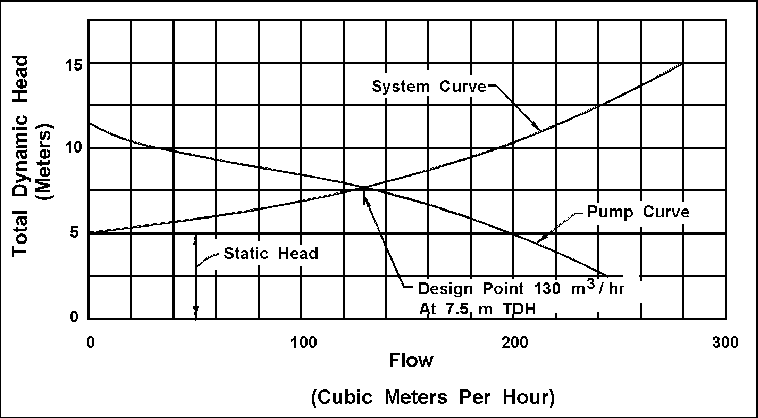 15
System Curve
10
Total Dynamic Head
(Meters)
Pump Curve
5
Static Head
Design Point 130 m³/hr
At 7.5 m TDH
0
0 100 200 300
Flow
(Cubic Meters Per Hour)